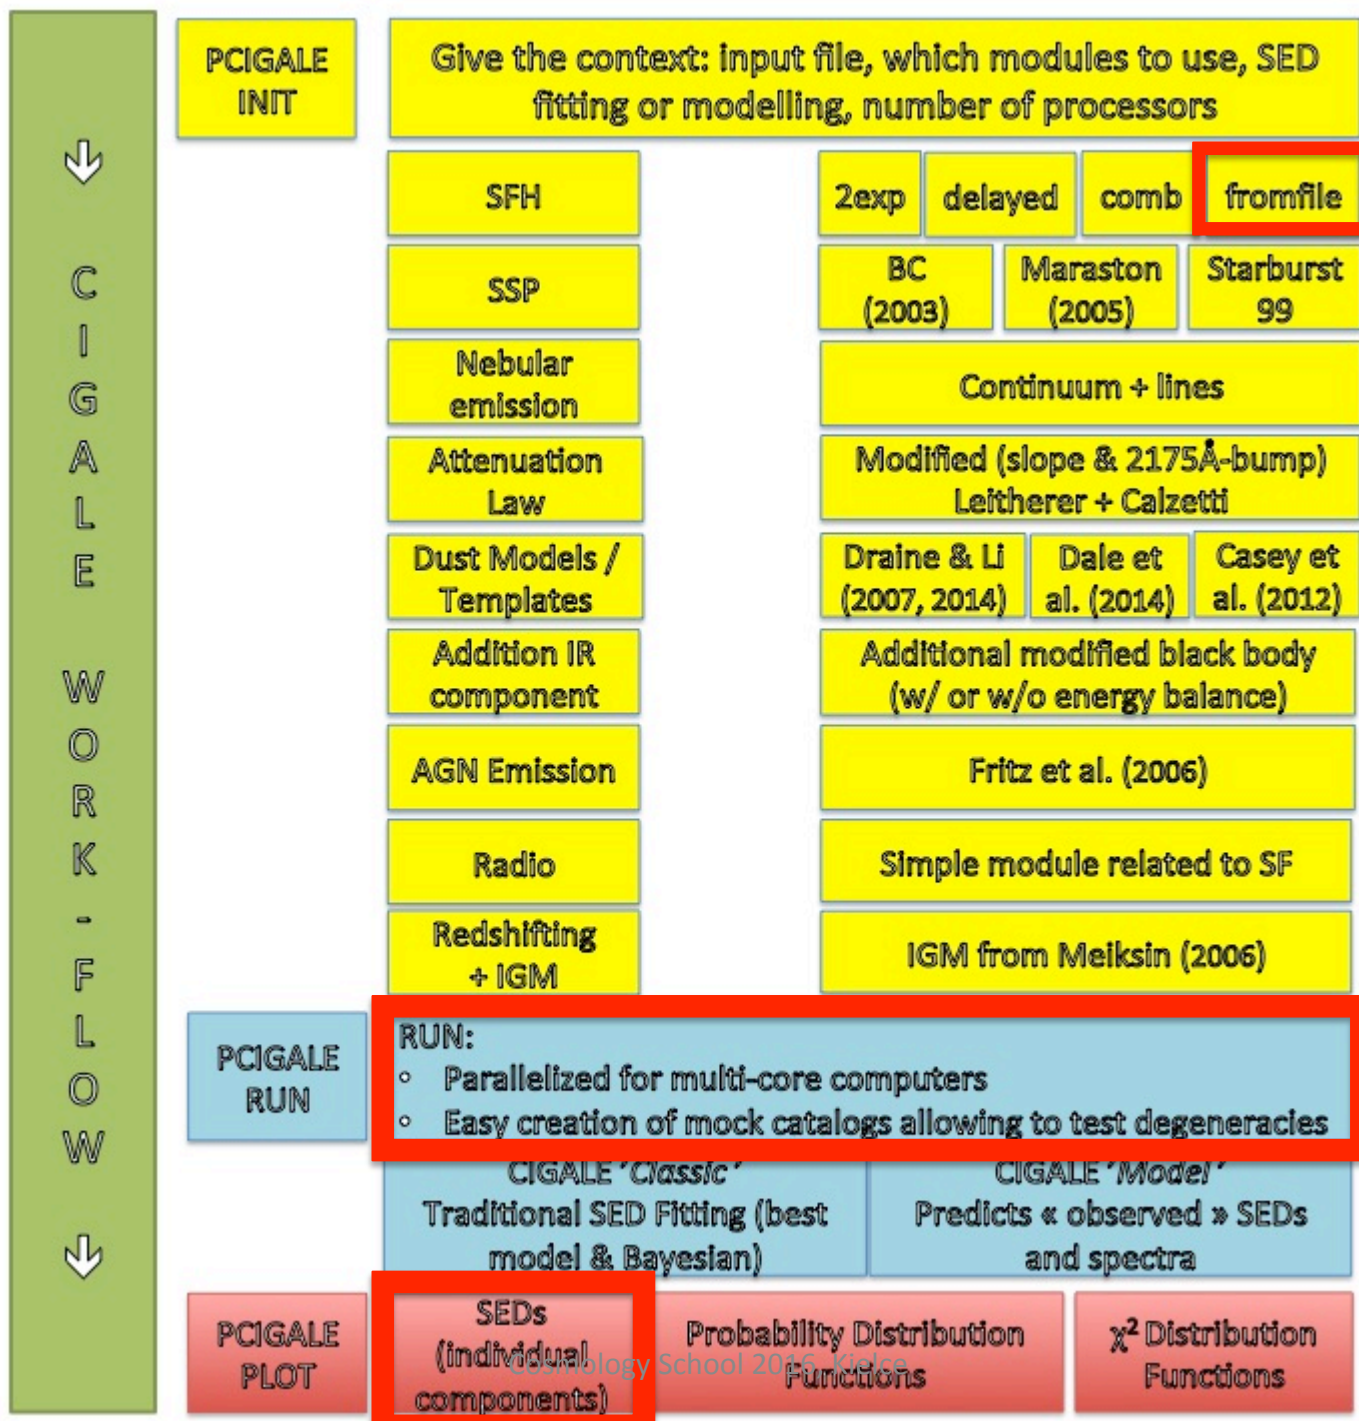 PCIGALE
INIT
Give the context: input file, which modules to use, SED
fitting or modelling, number of processors
SFH
2exp
delayed
comb
fromfile
SSP
BC
(2003)
Maraston
(2005)
Starburst
99
Nebular
emission
Continuum + lines
Attenuation
Law
Modified (slope & 2175Å-bump)
Leitherer + Calzetti
Dust Models /
Templates
Draine & Li
(2007, 2014)
Dale et
al. (2014)
Casey et
al. (2012)
Addition IR
component
Additional modified black body
(w/ or w/o energy balance)
AGN Emission
Fritz et al. (2006)
Radio
Simple module related to SF
Redshifting
+ IGM
IGM from Meiksin (2006)
CIGALE WORK-FLOW
PCIGALE
RUN
RUN:
• Parallelized for multi-core computers
• Easy creation of mock catalogs allowing to test degeneracies
CIGALE 'Classic'
Traditional SED Fitting (best
model & Bayesian)
CIGALE 'Model'
Predicts « observed » SEDs
and spectra
PCIGALE
PLOT
SEDs
(individual
components)
Probability Distribution
Functions
χ² Distribution
Functions
Cosmology School 2016, Kielce